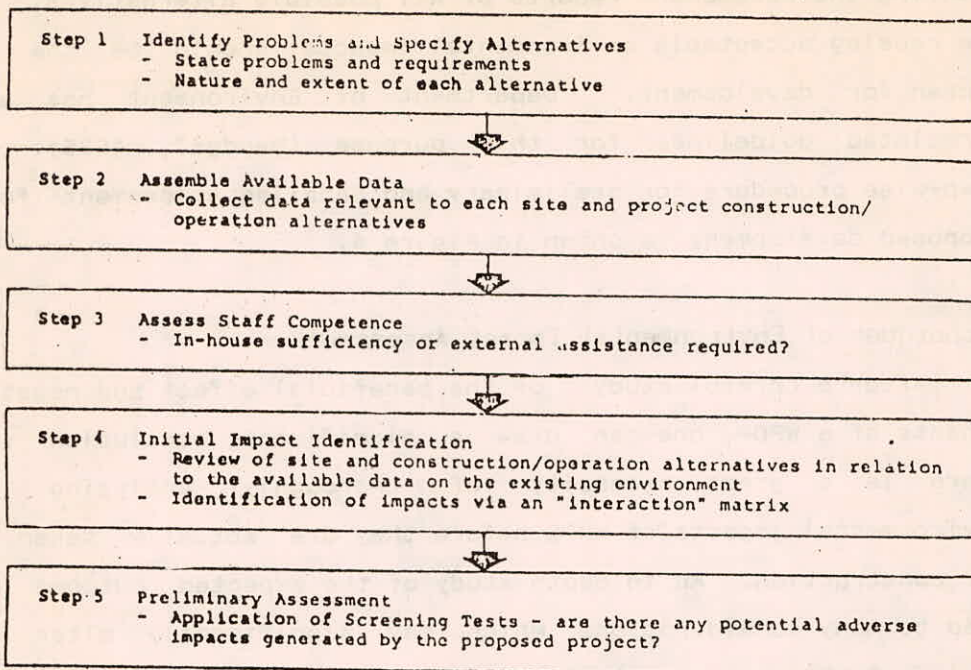 Step 1 Identify Problems and Specify Alternatives
- State problems and requirements
- Nature and extent of each alternative
Step 2 Assemble Available Data
- Collect data relevant to each site and project construction/
operation alternatives
Step 3 Assess Staff Competence
- In-house sufficiency or external assistance required?
Step 4 Initial Impact Identification
- Review of site and construction/operation alternatives in relation
to the available data on the existing environment
- Identification of impacts via an "interaction" matrix
Step 5 Preliminary Assessment
- Application of Screening Tests - are there any potential adverse
impacts generated by the proposed project?